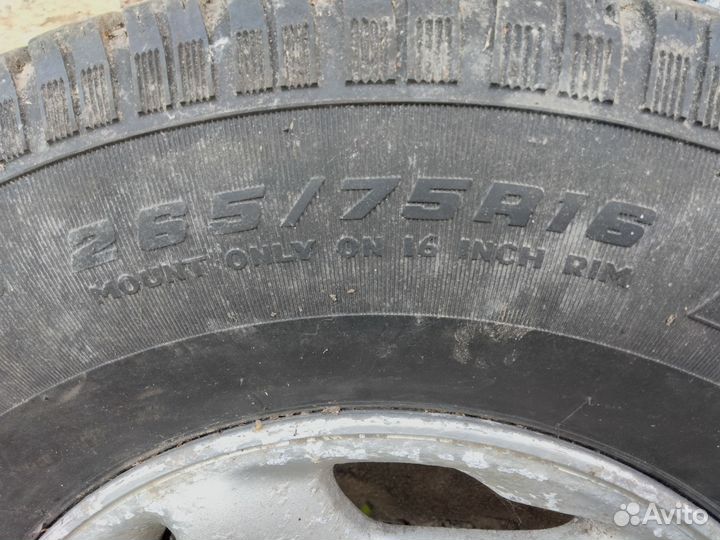 265/75R16
MOUNT ONLY ON 16 INCH RIM
Avito